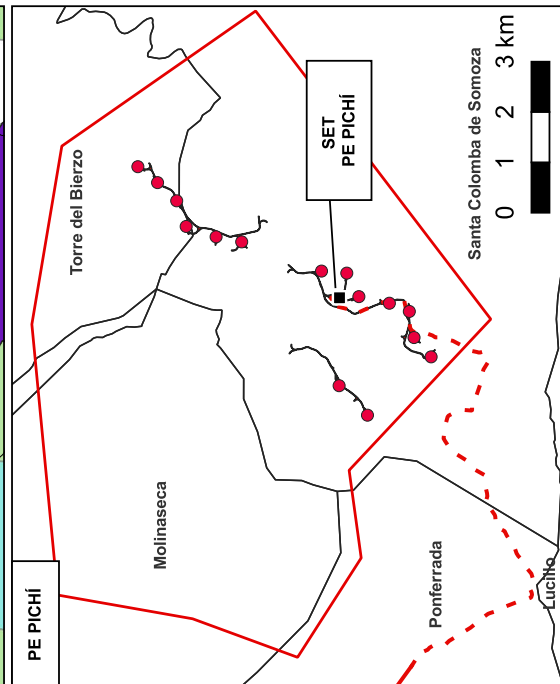 PE PICHÍ
Molinaseca
Torre del Bierzo
SET
PE PICHÍ
Ponferrada
Santa Colomba de Somoza
Lucillo
0 1 2 3 km